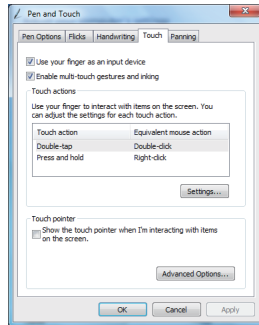 Pen and Touch
Pen Options Flicks Handwriting Touch Panning
Use your finger as an input device
Enable multi-touch gestures and inking
Touch actions
Use your finger to interact with items on the screen. You
can adjust the settings for each touch action.
Touch action Equivalent mouse action
Double-tap Double-click
Press and hold Right-click
Settings...
Touch pointer
Show the touch pointer when I'm interacting with items
on the screen.
Advanced Options...
OK Cancel Apply